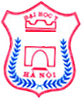 ĐẠI HỌC
HÀ NỘI